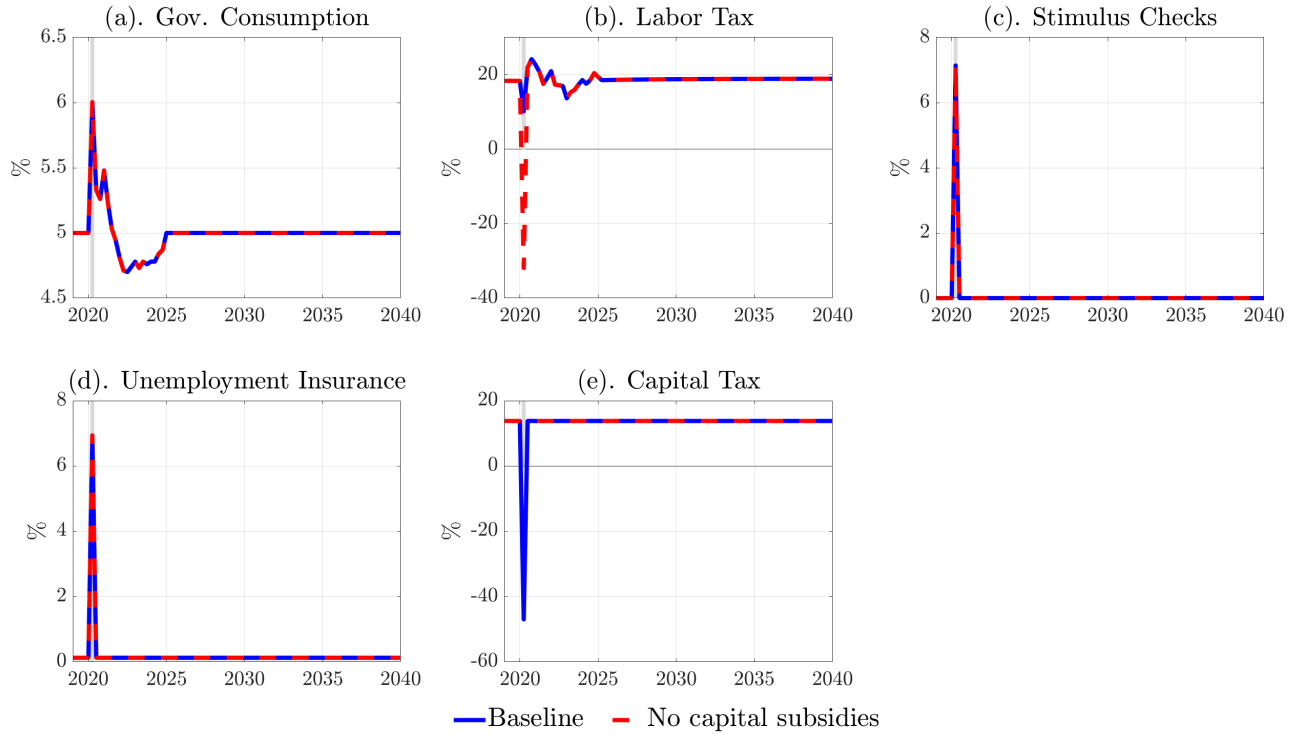 (a). Gov. Consumption
6.5
6
5.5
5
4.5
%
2020 2025 2030 2035 2040
(b). Labor Tax
20
0
-20
-40
%
2020 2025 2030 2035 2040
(c). Stimulus Checks
8
6
4
2
0
%
2020 2025 2030 2035 2040
(d). Unemployment Insurance
8
6
4
2
0
%
2020 2025 2030 2035 2040
(e). Capital Tax
20
0
-20
-40
-60
%
2020 2025 2030 2035 2040
Baseline No capital subsidies